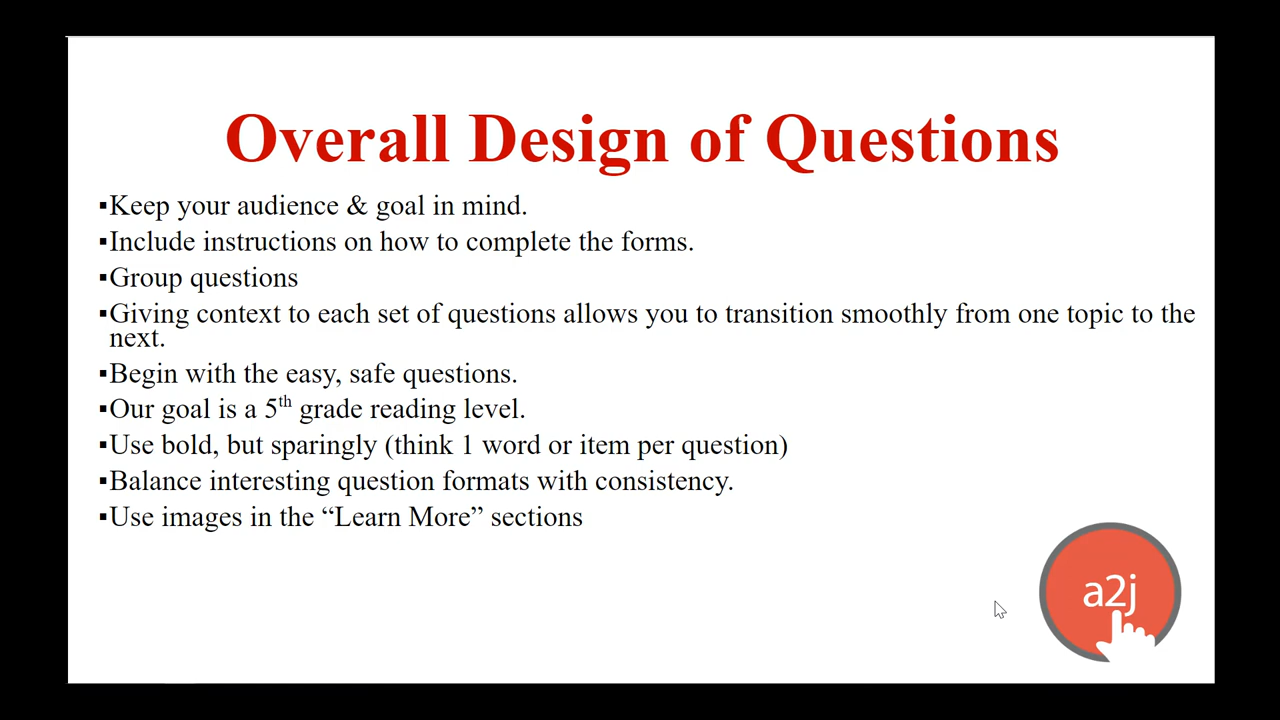 Overall Design of Questions
▪Keep your audience & goal in mind.
▪Include instructions on how to complete the forms.
▪Group questions
▪Giving context to each set of questions allows you to transition smoothly from one topic to the
next.
▪Begin with the easy, safe questions.
▪Our goal is a 5th grade reading level.
▪Use bold, but sparingly (think 1 word or item per question)
▪Balance interesting question formats with consistency.
▪Use images in the “Learn More” sections
a2j